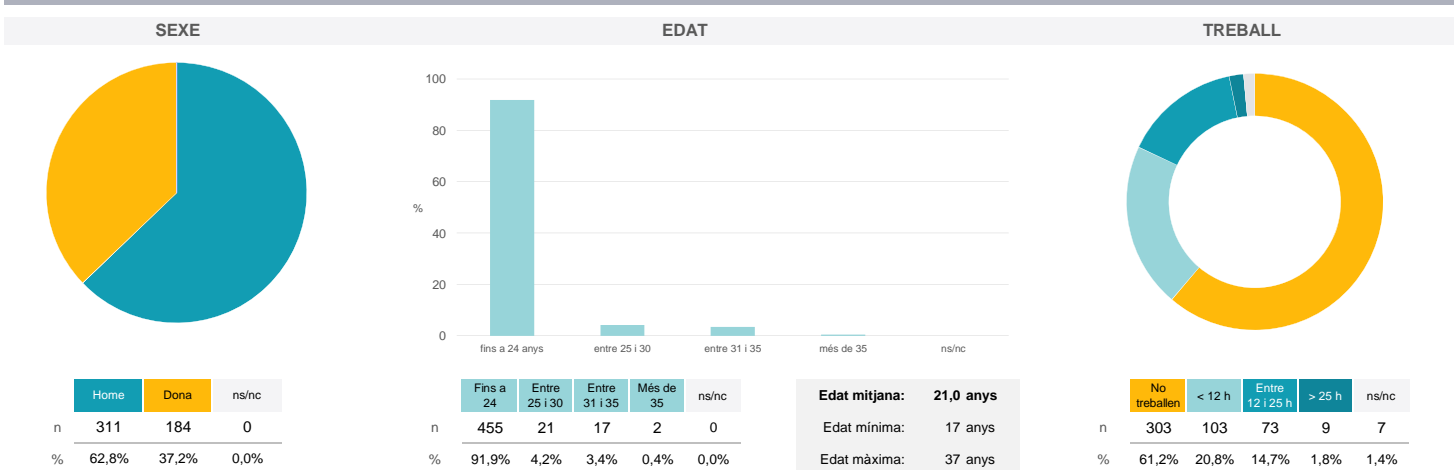 SEXE
EDAT
TREBALL
100
80
60
%
40
20
0
fins a 24 anys
entre 25 i 30
entre 31 i 35
més de 35
ns/nc
Home Dona ns/nc
n 311 184 0
% 62,8% 37,2% 0,0%
Fins a Entre Entre Més de
24 25 i 30 31 i 35 35 ns/nc
n 455 21 17 2 0
% 91,9% 4,2% 3,4% 0,4% 0,0%
Edat mitjana: 21,0 anys
Edat mínima: 17 anys
Edat màxima: 37 anys
No Entre
treballen < 12 h 12 i 25 h > 25 h ns/nc
n 303 103 73 9 7
% 61,2% 20,8% 14,7% 1,8% 1,4%